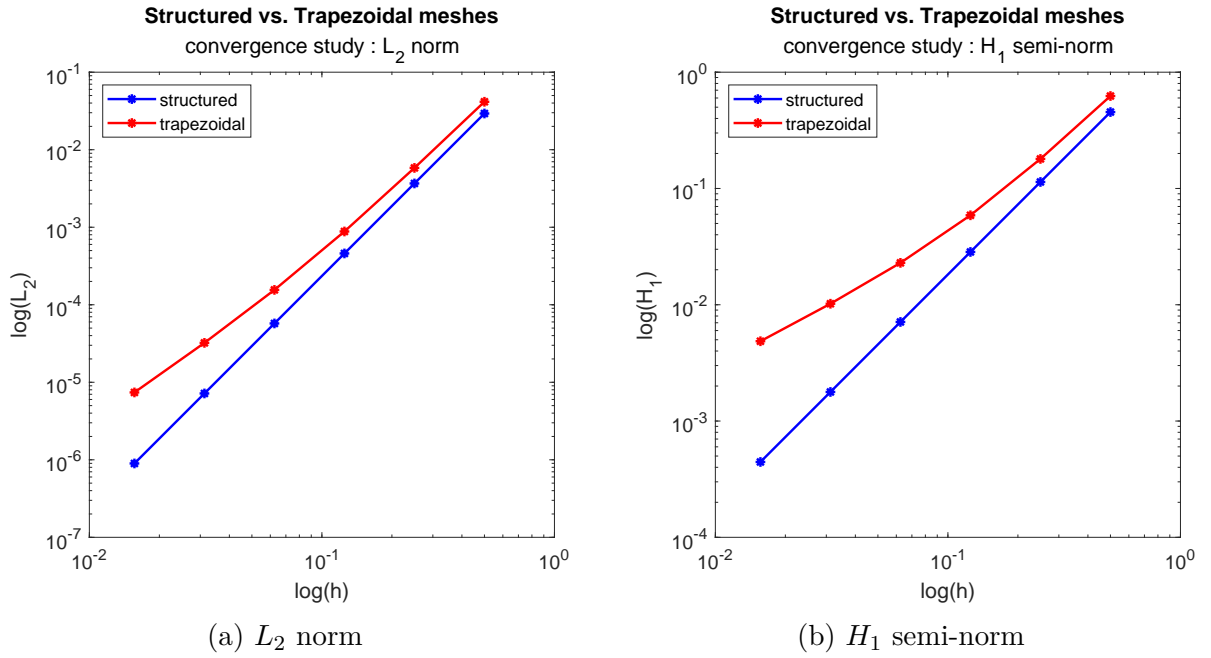 Structured vs. Trapezoidal meshes
convergence study : L2 norm
structured
trapezoidal
10^-1
10^-2
10^-3
10^-4
10^-5
10^-6
10^-7
log(L2)
10^-2
10^-1
10^0
log(h)
(a) L2 norm
Structured vs. Trapezoidal meshes
convergence study : H1 semi-norm
structured
trapezoidal
10^0
10^-1
10^-2
10^-3
10^-4
log(H1)
10^-2
10^-1
10^0
log(h)
(b) H1 semi-norm